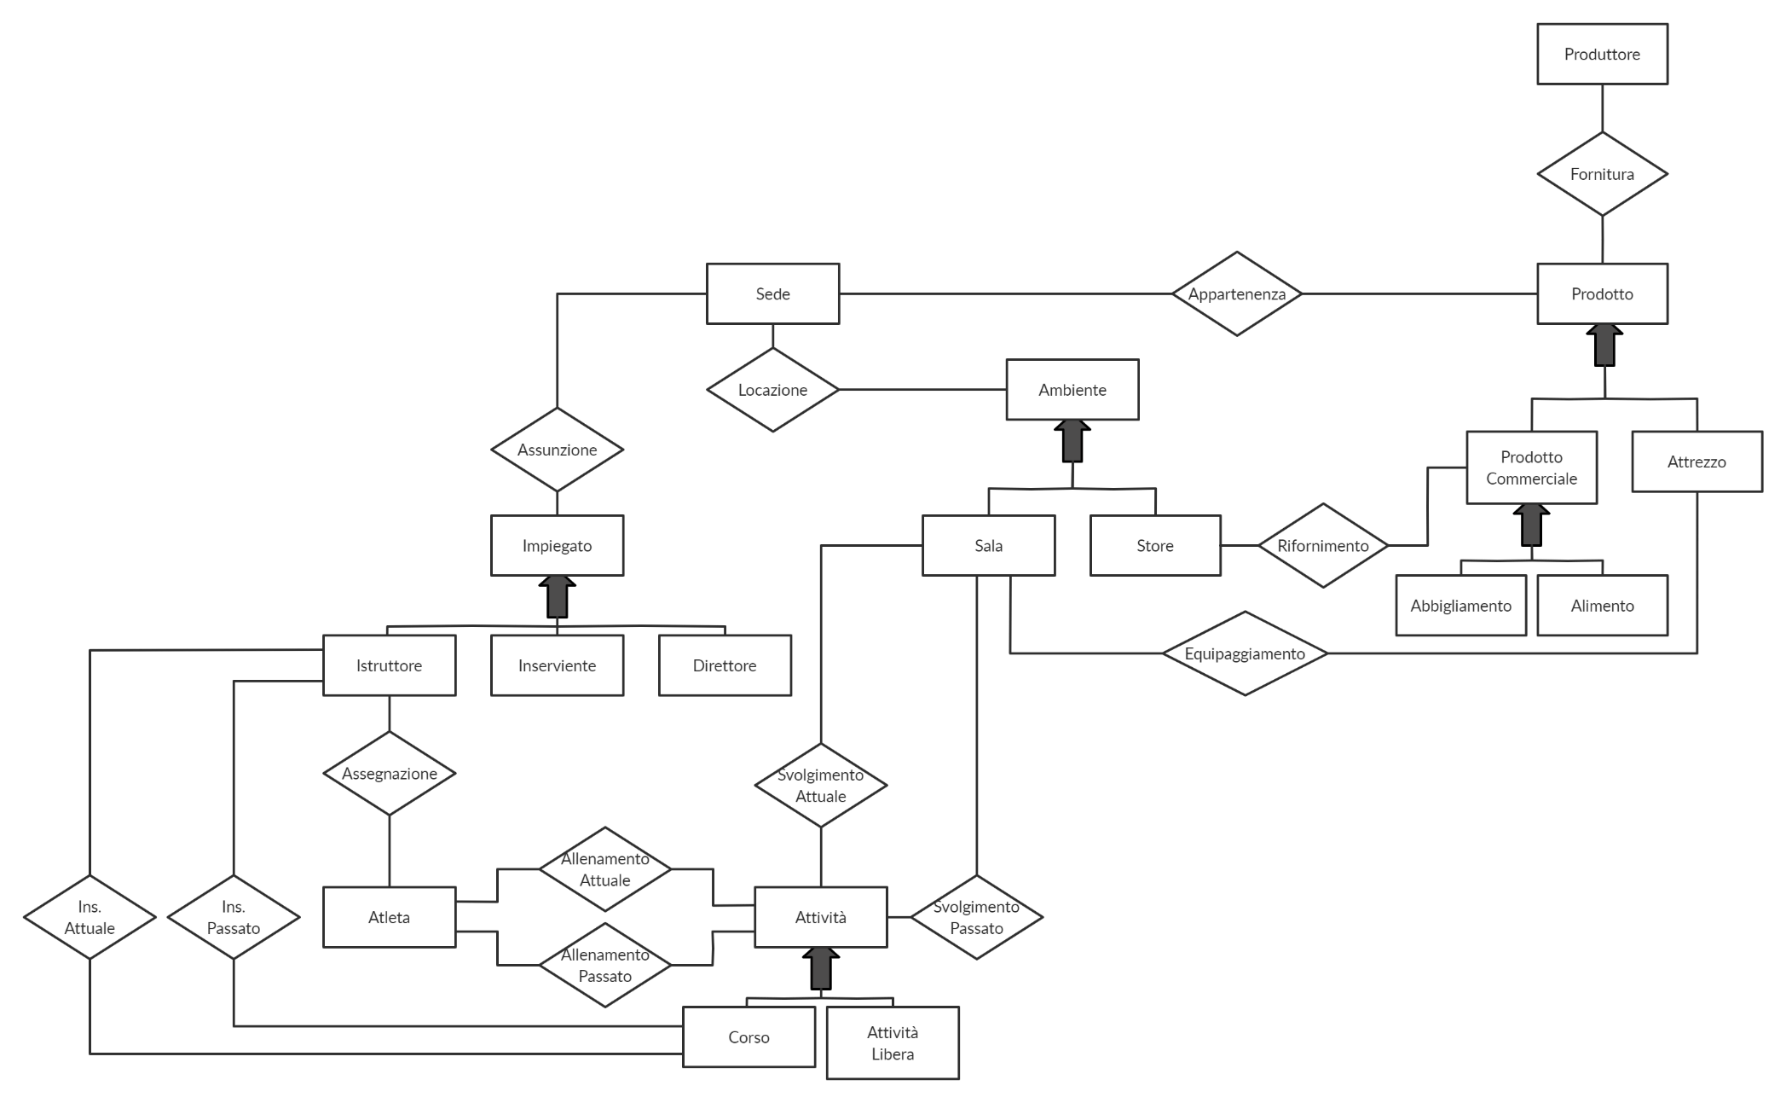 Produttore
Fornitura
Sede
Appartenenza
Prodotto
Locazione
Ambiente
Assunzione
Prodotto
Commerciale
Attrezzo
Impiegato
Sala
Store
Rifornimento
Abbigliamento
Alimento
Istruttore
Inserviente
Direttore
Equipaggiamento
Assegnazione
Svolgimento
Attuale
Allenamento
Attuale
Ins.
Attuale
Ins.
Passato
Atleta
Attività
Svolgimento
Passato
Allenamento
Passato
Corso
Attività
Libera